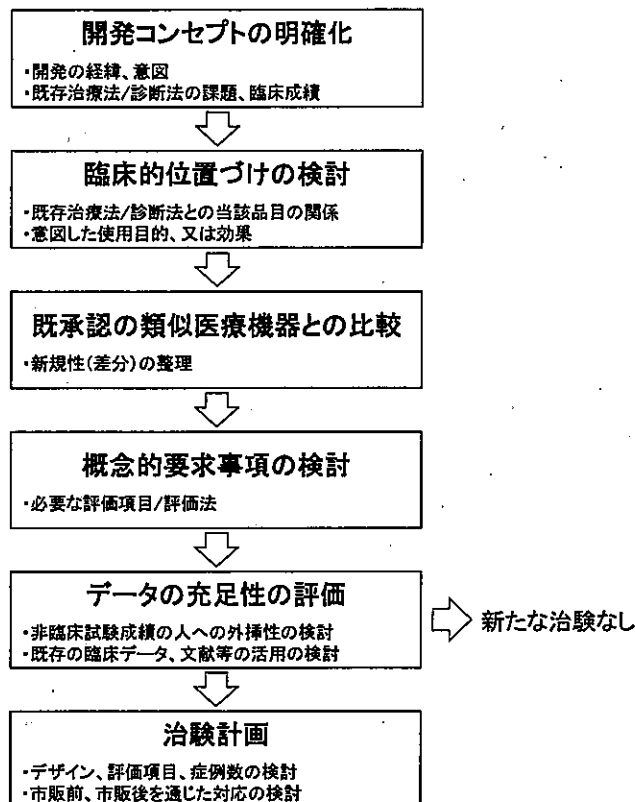 開発コンセプトの明確化
・開発の経緯、意図
・既存治療法/診断法の課題、臨床成績
臨床的位置づけの検討
・既存治療法/診断法との当該品目の関係
・意図した使用目的、又は効果
既承認の類似医療機器との比較
・新規性(差分)の整理
概念的要求事項の検討
・必要な評価項目/評価法
データの充足性の評価
・非臨床試験成績の人への外挿性の検討
・既存の臨床データ、文献等の活用の検討
新たな治験なし
治験計画
・デザイン、評価項目、症例数の検討
・市販前、市販後を通じた対応の検討